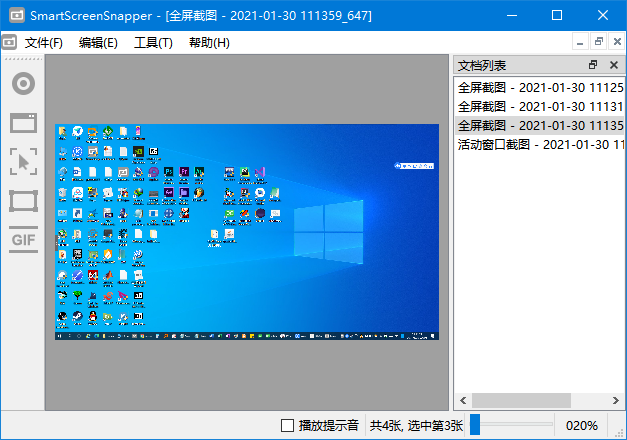 SmartScreenSnapper - [全屏截图 - 2021-01-30 111359_647]
文件(F) 编辑(E) 工具(T) 帮助(H)
文档列表
全屏截图 - 2021-01-30 11125
全屏截图 - 2021-01-30 11131
全屏截图 - 2021-01-30 11135
活动窗口截图 - 2021-01-30 11
GIF
播放提示音 共4张, 选中第3张 020%